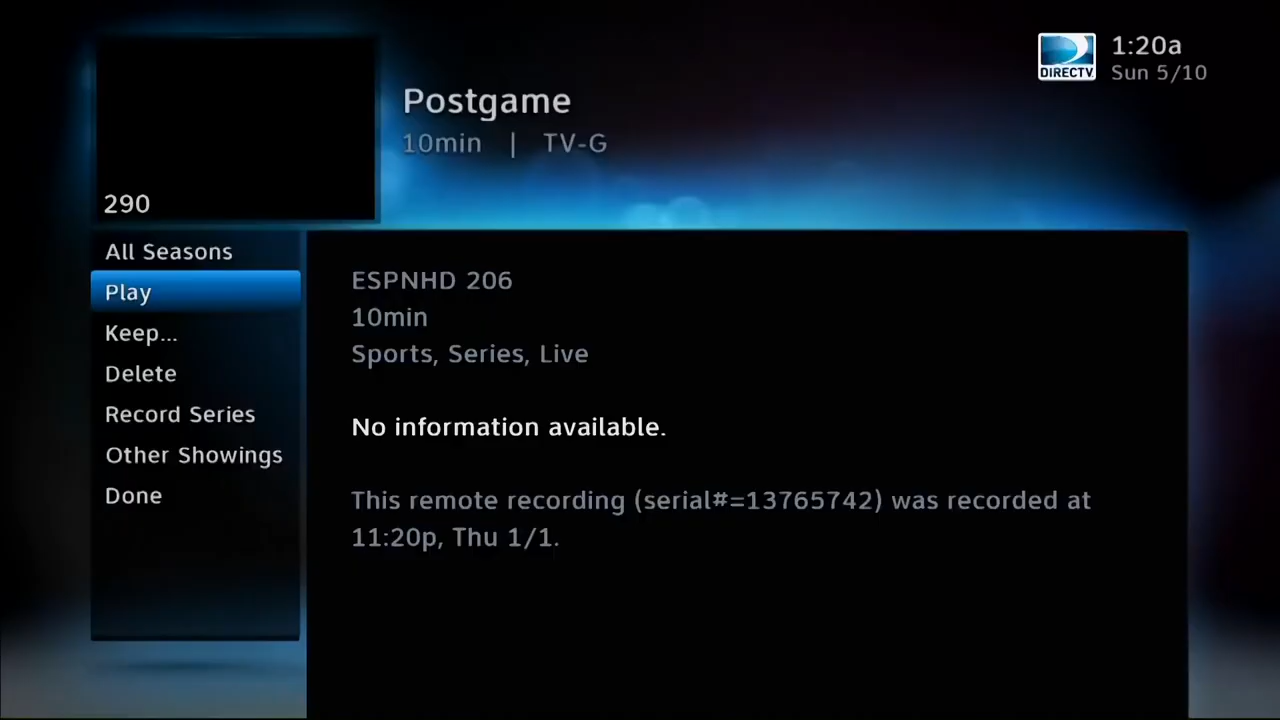 DIRECTV
1:20a
Sun 5/10
Postgame
10min | TV-G
290
All Seasons
Play
Keep...
Delete
Record Series
Other Showings
Done
ESPNHD 206
10min
Sports, Series, Live
No information available.
This remote recording (serial#=13765742) was recorded at
11:20p, Thu 1/1.